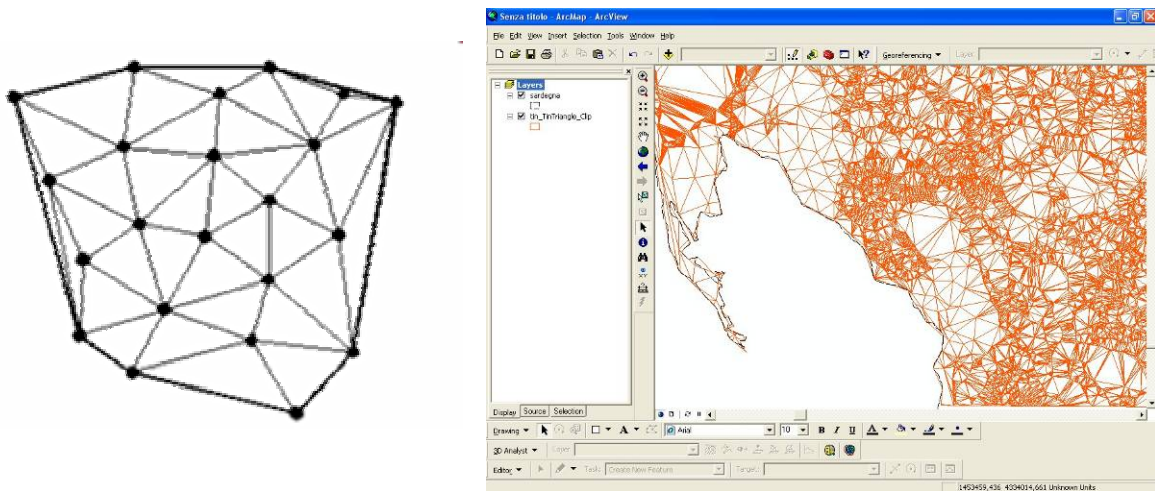 Senza titolo - ArcMap - ArcView
File Edit View Insert Selection Tools Window Help
Georeferencing Layer:
Layers
sardegna
tin_TinTriangle_Clip
Display Source Selection
Drawing A Arial 10 B I U A
3D Analyst Layer:
Editor Task: Create New Feature Target:
1453459,436 4334014,661 Unknown Units